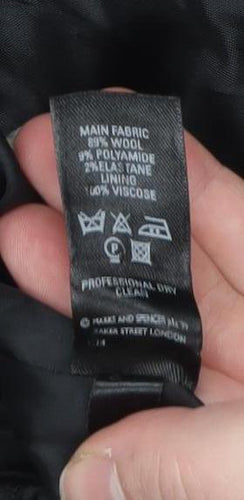 MAIN FABRIC
89% WOOL
9% POLYAMIDE
2% ELASTANE
LINING
100% VISCOSE
P
PROFESSIONAL DRY
CLEAN
© MARKS AND SPENCER plc
BAKER STREET LONDON